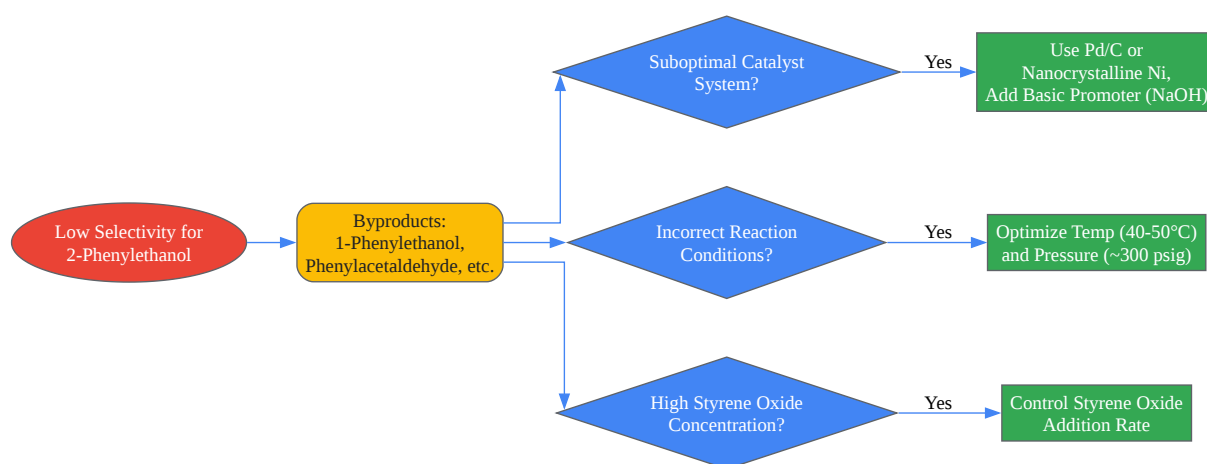 Low Selectivity for
2-Phenylethanol
Byproducts:
1-Phenylethanol,
Phenylacetaldehyde, etc.
Suboptimal Catalyst
System?
Yes
Use Pd/C or
Nanocrystalline Ni,
Add Basic Promoter (NaOH)
Incorrect Reaction
Conditions?
Yes
Optimize Temp (40-50°C)
and Pressure (~300 psig)
High Styrene Oxide
Concentration?
Yes
Control Styrene Oxide
Addition Rate